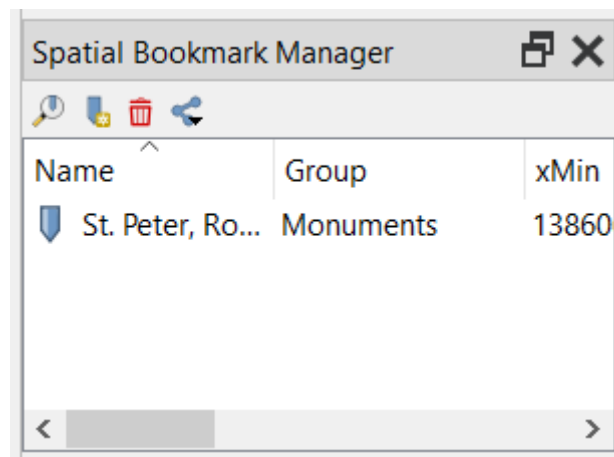 Spatial Bookmark Manager
Name Group xMin
St. Peter, Ro... Monuments 13860